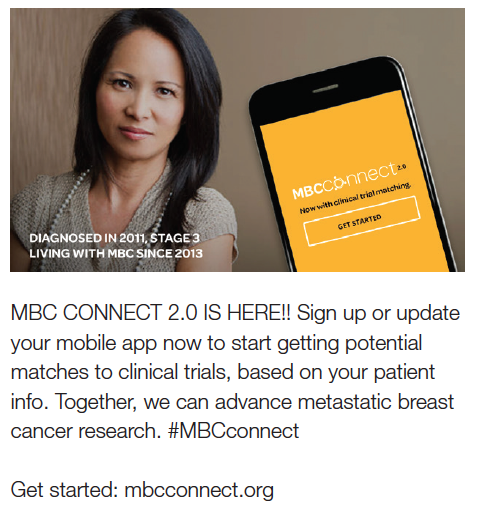 MBCConnect 2.0
Now with clinical trial matching.
GET STARTED
DIAGNOSED IN 2011, STAGE 3
LIVING WITH MBC SINCE 2013
MBC CONNECT 2.0 IS HERE!! Sign up or update
your mobile app now to start getting potential
matches to clinical trials, based on your patient
info. Together, we can advance metastatic breast
cancer research. #MBCconnect
Get started: mbcconnect.org